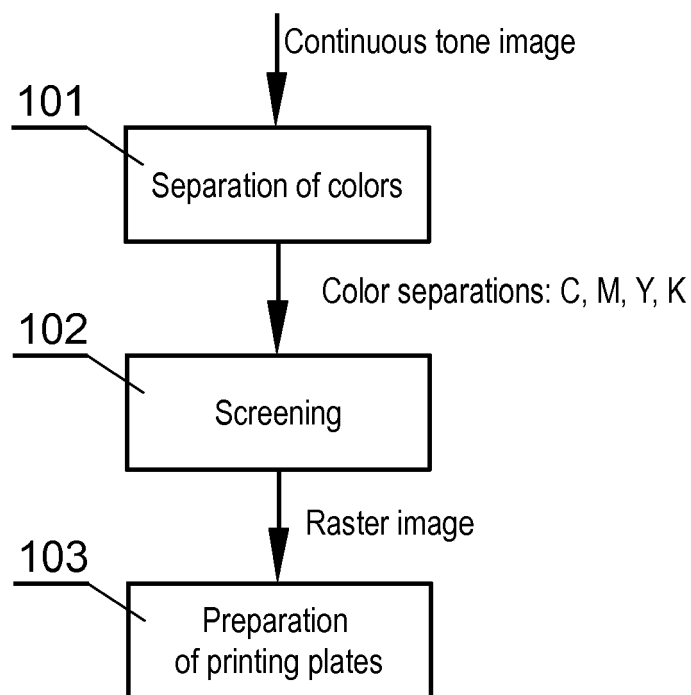 Continuous tone image
101
Separation of colors
Color separations: C, M, Y, K
102
Screening
Raster image
103
Preparation
of printing plates